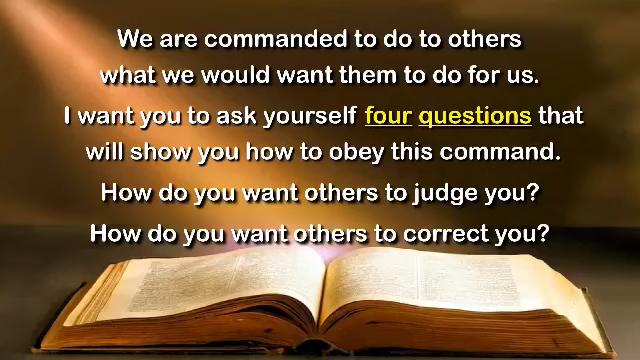 We are commanded to do to others
what we would want them to do for us.
I want you to ask yourself four questions that
will show you how to obey this command.
How do you want others to judge you?
How do you want others to correct you?